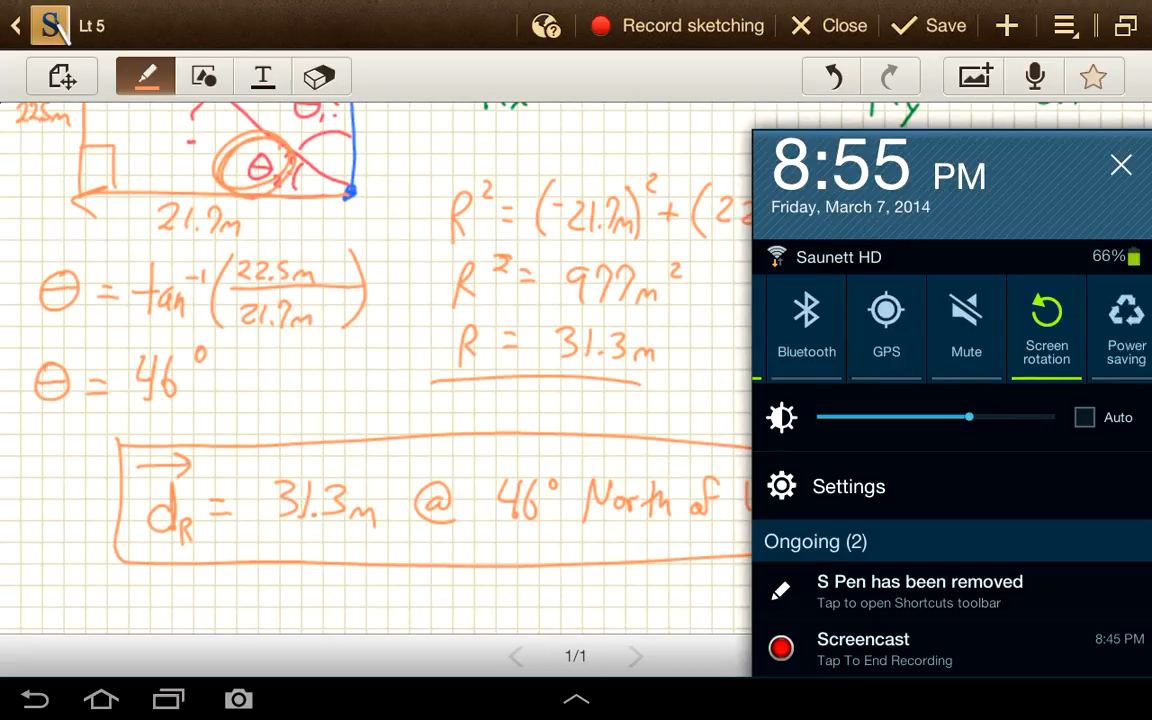 Lt 5
Record sketching
Close
Save
T
225m
θ
21.7m
R² = (-21.7m)² + (22
θ = tan⁻¹(22.5m/21.7m)
R² = 977m²
R = 31.3m
θ = 46°
dR = 31.3m @ 46° North of
1/1
8:55 PM
Friday, March 7, 2014
Saunett HD
66%
Bluetooth
GPS
Mute
Screen rotation
Power saving
Auto
Settings
Ongoing (2)
S Pen has been removed
Tap to open Shortcuts toolbar
Screencast
8:45 PM
Tap To End Recording